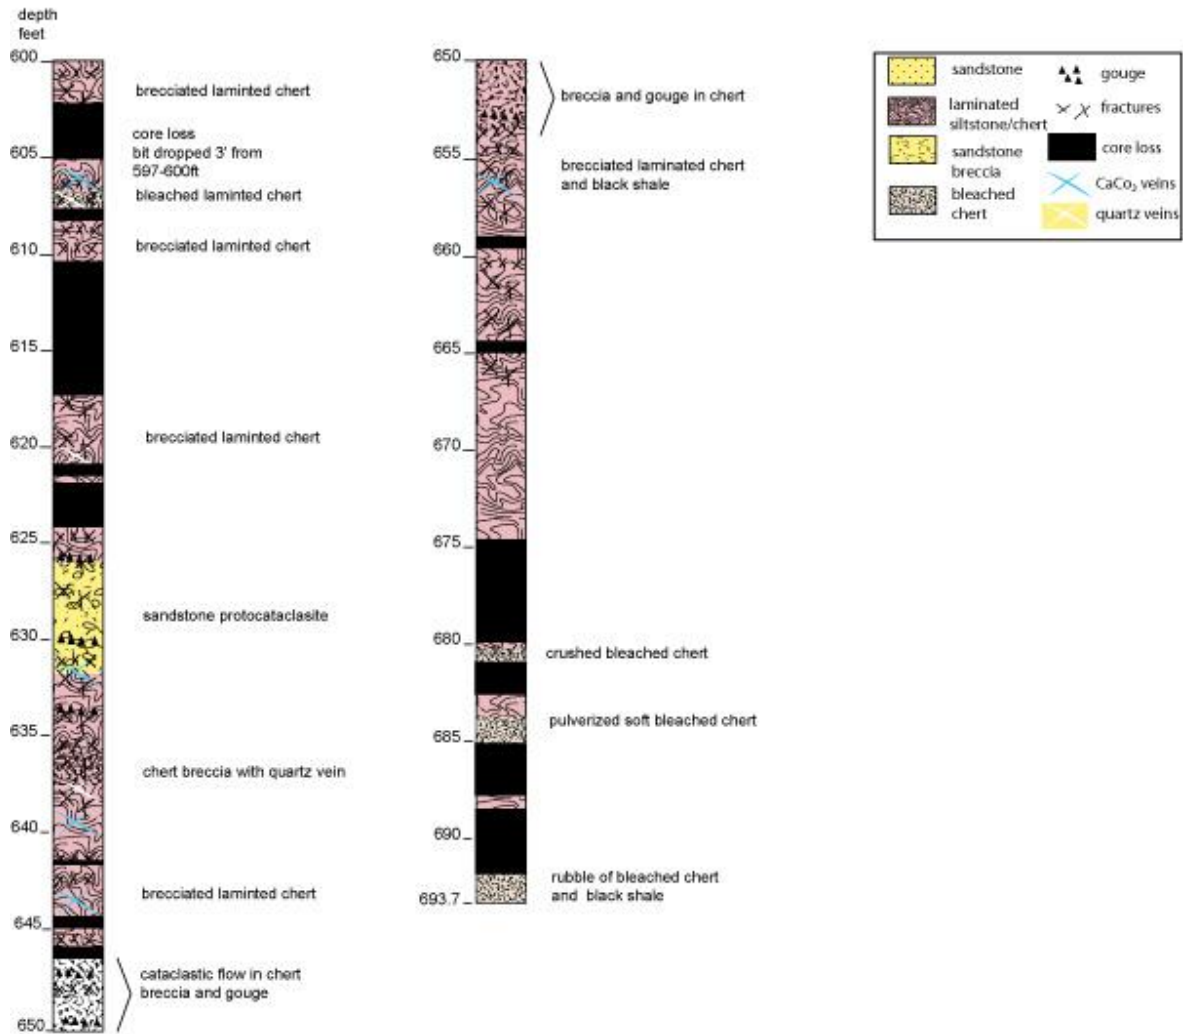 depth
feet
600
brecciated laminted chert
core loss
bit dropped 3' from
597-600ft
605
bleached laminted chert
brecciated laminted chert
610
615
brecciated laminted chert
620
625
sandstone protocataclasite
630
635
chert breccia with quartz vein
640
brecciated laminted chert
645
cataclastic flow in chert
breccia and gouge
650
650
breccia and gouge in chert
655
brecciated laminated chert
and black shale
660
665
670
675
680
crushed bleached chert
pulverized soft bleached chert
685
690
rubble of bleached chert
and black shale
693.7
sandstone
laminated
siltstone/chert
sandstone
breccia
bleached
chert
gouge
fractures
core loss
CaCo₃ veins
quartz veins